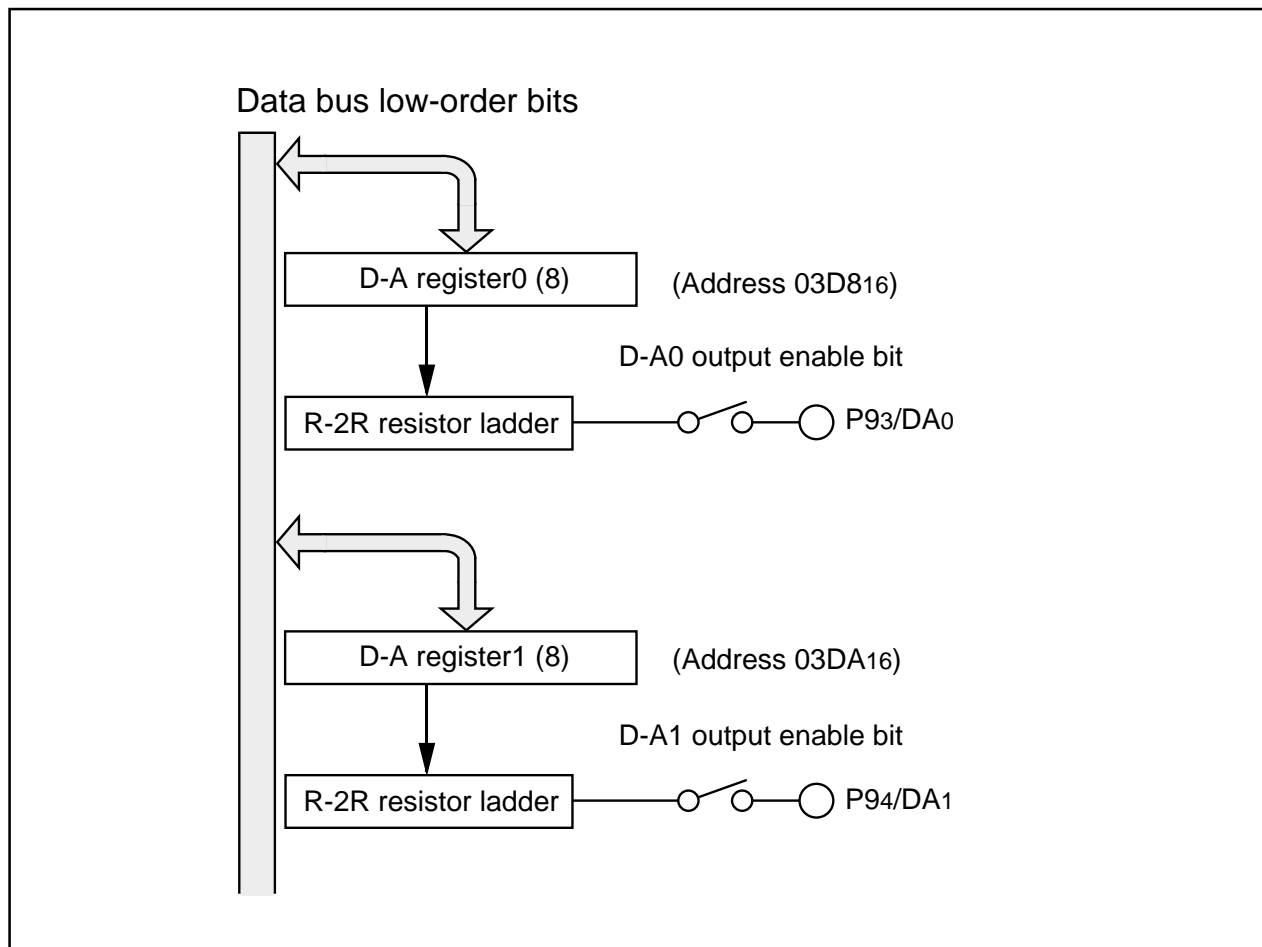 Data bus low-order bits
D-A register0 (8)
(Address 03D816)
D-A0 output enable bit
R-2R resistor ladder
P93/DA0
D-A register1 (8)
(Address 03DA16)
D-A1 output enable bit
R-2R resistor ladder
P94/DA1